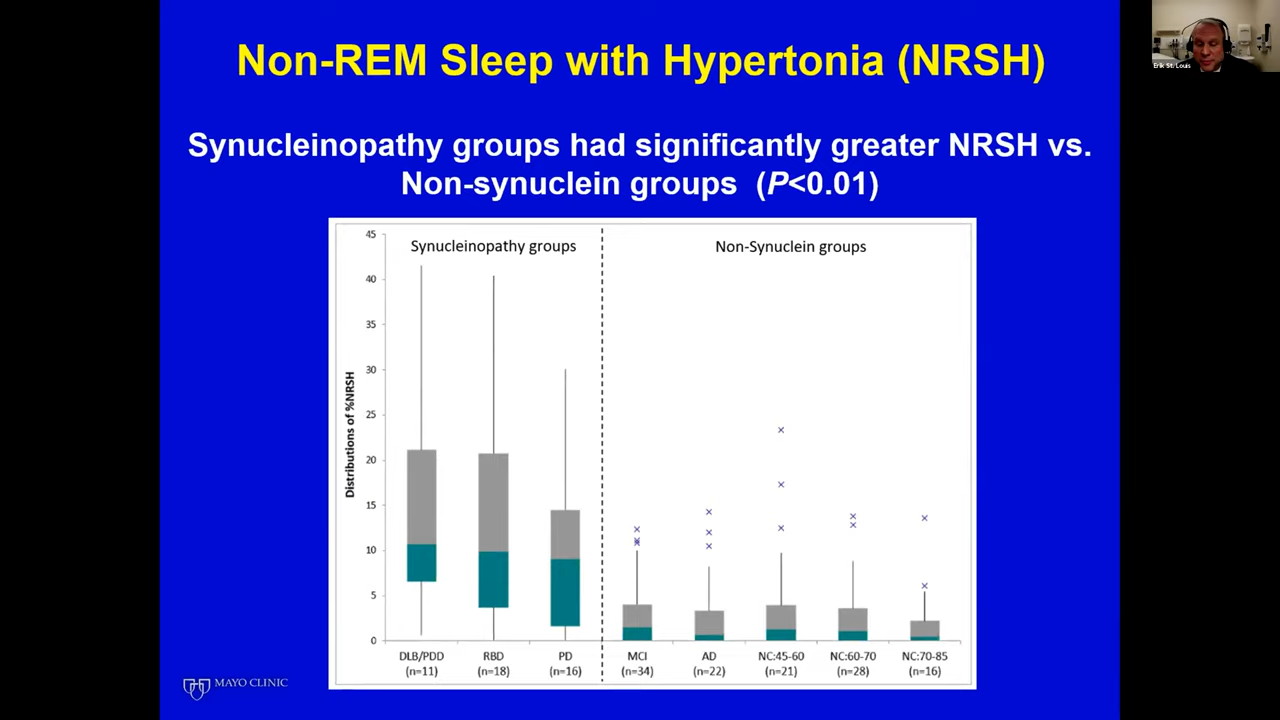 Non-REM Sleep with Hypertonia (NRSH)
Erik St. Louis
Synucleinopathy groups had significantly greater NRSH vs.
Non-synuclein groups (P<0.01)
Synucleinopathy groups
Non-Synuclein groups
Distributions of %NRSH
45
40
35
30
25
20
15
10
5
0
DLB/PDD RBD PD MCI AD NC:45-60 NC:60-70 NC:70-85
(n=11) (n=18) (n=16) (n=34) (n=22) (n=21) (n=28) (n=16)
MAYO CLINIC